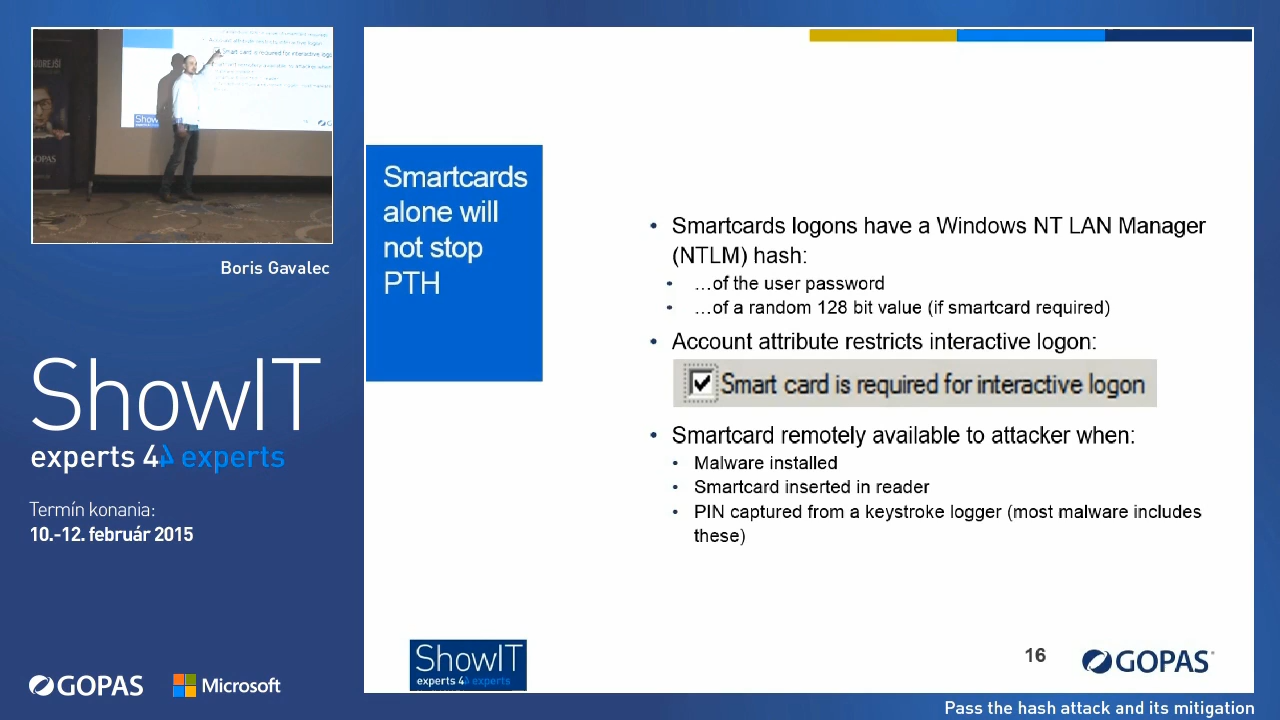 Boris Gavalec
ShowIT
experts 4 experts
Termín konania:
10.-12. február 2015
GOPAS
Microsoft
Smartcards
alone will
not stop
PTH
• Smartcards logons have a Windows NT LAN Manager
(NTLM) hash:
• …of the user password
• …of a random 128 bit value (if smartcard required)
• Account attribute restricts interactive logon:
Smart card is required for interactive logon
• Smartcard remotely available to attacker when:
• Malware installed
• Smartcard inserted in reader
• PIN captured from a keystroke logger (most malware includes
these)
ShowIT
experts 4 experts
16
GOPAS
Pass the hash attack and its mitigation